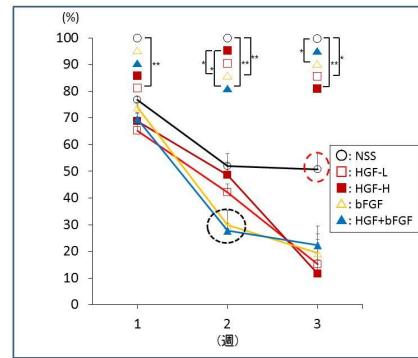 (%)
100
90
80
70
60
50
40
30
20
10
0
** * * ** ** * ** *
: NSS
: HGF-L
: HGF-H
: bFGF
: HGF+bFGF
1 2 3
(週)